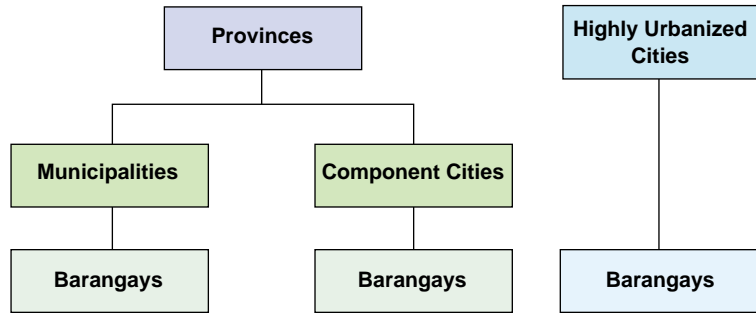 Provinces
Highly Urbanized
Cities
Municipalities
Component Cities
Barangays
Barangays
Barangays